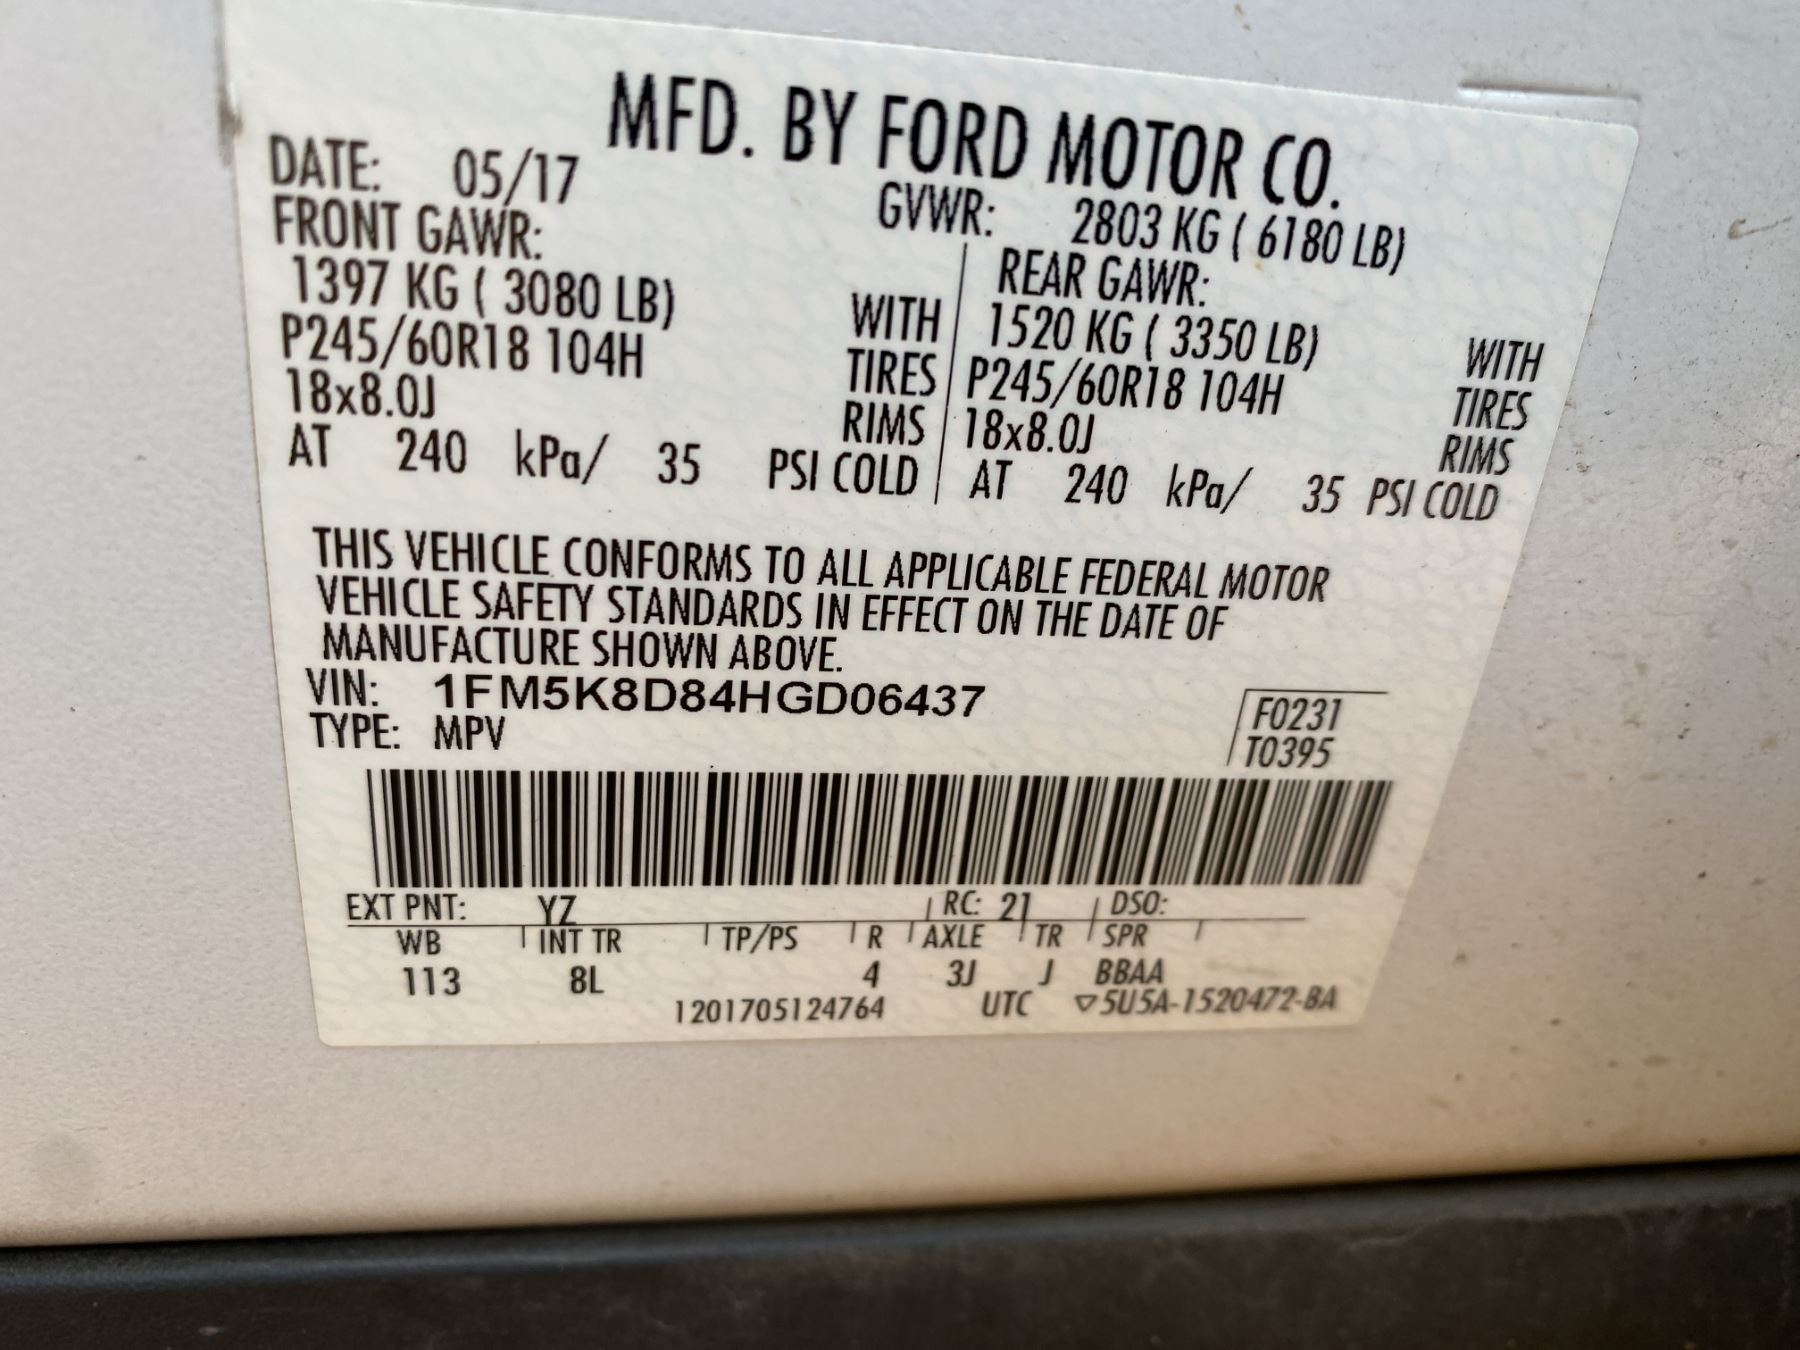 MFD. BY FORD MOTOR CO.
DATE: 05/17 GVWR: 2803 KG ( 6180 LB)
FRONT GAWR: REAR GAWR:
1397 KG ( 3080 LB) WITH 1520 KG ( 3350 LB) WITH
P245/60R18 104H TIRES P245/60R18 104H TIRES
18x8.0J RIMS 18x8.0J RIMS
AT 240 kPa/ 35 PSI COLD AT 240 kPa/ 35 PSI COLD
THIS VEHICLE CONFORMS TO ALL APPLICABLE FEDERAL MOTOR
VEHICLE SAFETY STANDARDS IN EFFECT ON THE DATE OF
MANUFACTURE SHOWN ABOVE.
VIN: 1FM5K8D84HGD06437 F0231
TYPE: MPV T0395
EXT PNT: YZ RC: 21 DSO:
WB INT TR TP/PS R AXLE TR SPR
113 8L 4 3J J BBAA
1201705124764 UTC ▽5U5A-1520472-BA